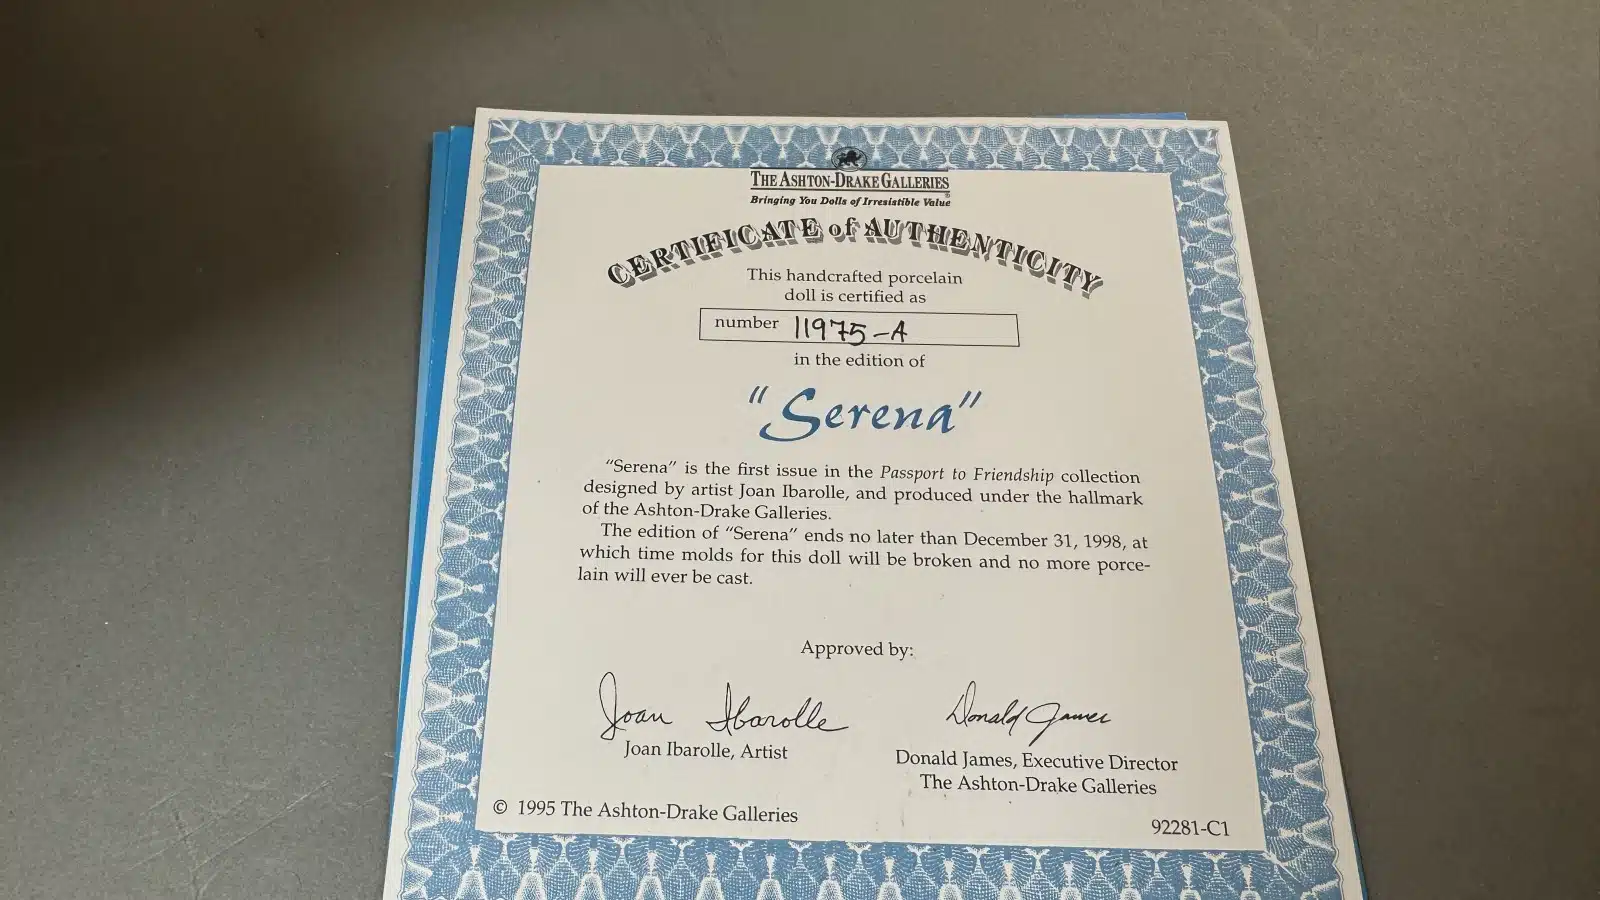 THE ASHTON-DRAKE GALLERIES
Bringing You Dolls of Irresistible Value®
CERTIFICATE of AUTHENTICITY
This handcrafted porcelain
doll is certified as
number 11975-A
in the edition of
"Serena"
"Serena" is the first issue in the Passport to Friendship collection
designed by artist Joan Ibarolle, and produced under the hallmark
of the Ashton-Drake Galleries.
The edition of "Serena" ends no later than December 31, 1998, at
which time molds for this doll will be broken and no more porce-
lain will ever be cast.
Approved by:
Joan Ibarolle
Joan Ibarolle, Artist
Donald James
Donald James, Executive Director
The Ashton-Drake Galleries
© 1995 The Ashton-Drake Galleries
92281-C1